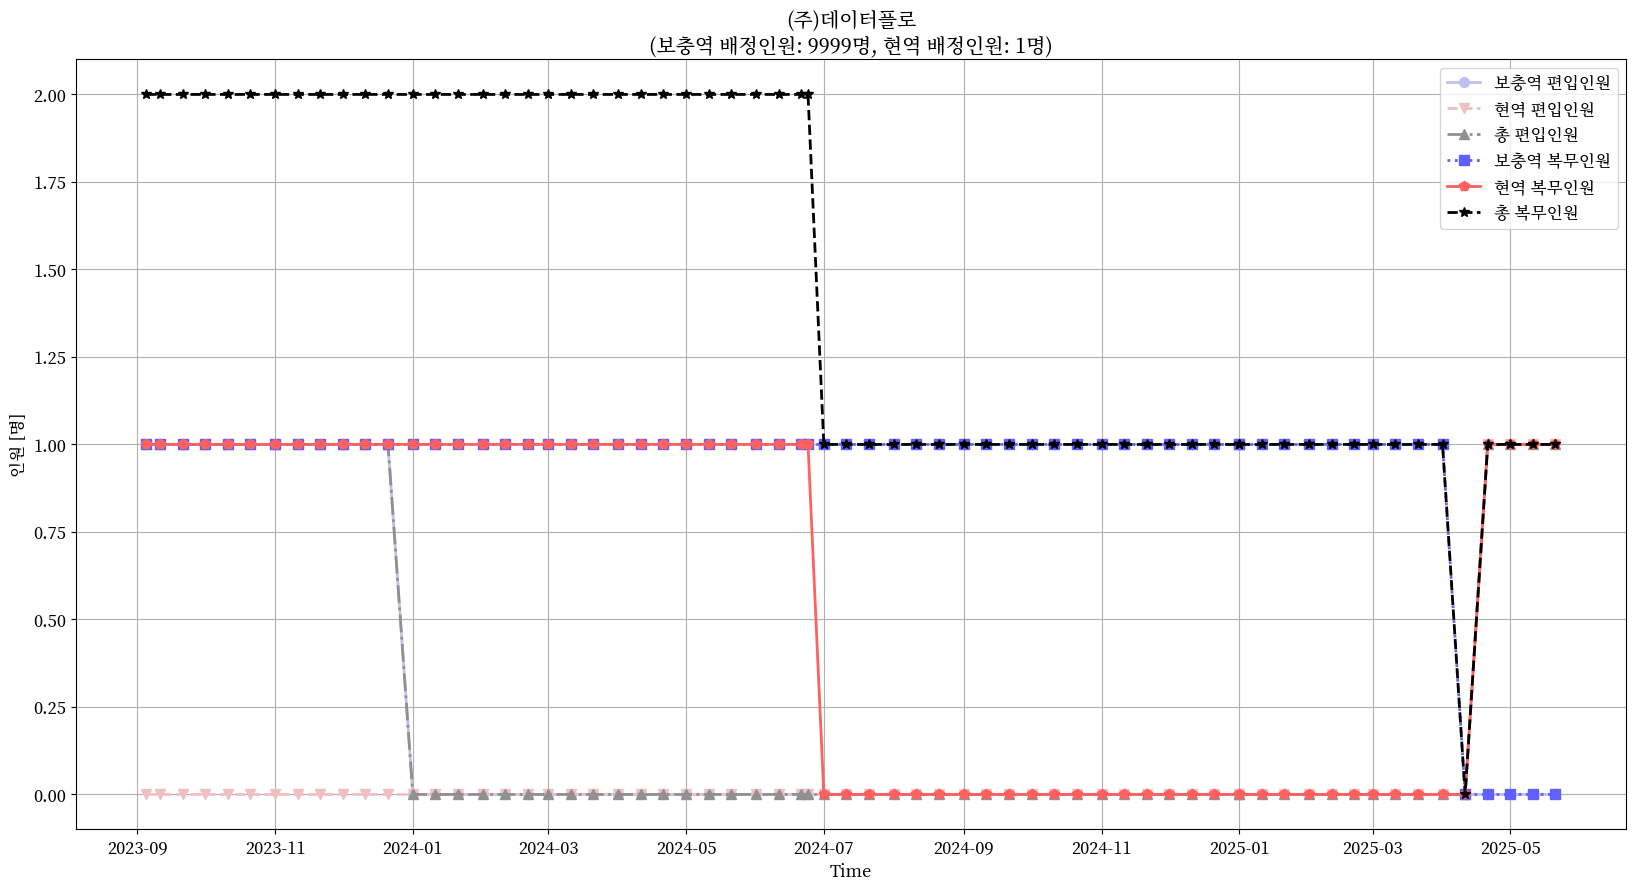 (주)데이터플로
(보충역 배정인원: 9999명, 현역 배정인원: 1명)
보충역 편입인원
현역 편입인원
총 편입인원
보충역 복무인원
현역 복무인원
총 복무인원
인원 [명]
2.00
1.75
1.50
1.25
1.00
0.75
0.50
0.25
0.00
2023-09
2023-11
2024-01
2024-03
2024-05
2024-07
2024-09
2024-11
2025-01
2025-03
2025-05
Time